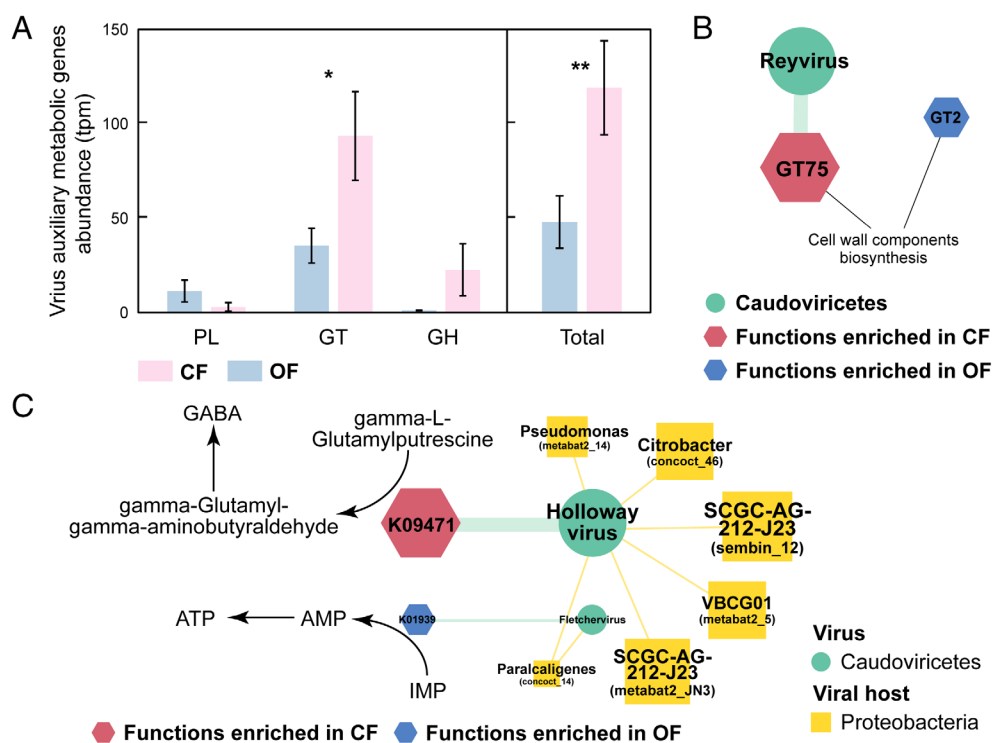 A
Vrius auxiliary metabolic genes
abundance (tpm)
150
100
50
0
*
**
PL
GT
GH
Total
CF
OF
B
Reyvirus
GT2
GT75
Cell wall components
biosynthesis
Caudoviricetes
Functions enriched in CF
Functions enriched in OF
C
GABA
gamma-L-
Glutamylputrescine
gamma-Glutamyl-
gamma-aminobutyraldehyde
K09471
Holloway
virus
Pseudomonas
(metabat2_14)
Citrobacter
(concoct_46)
SCGC-AG-
212-J23
(sembin_12)
VBCG01
(metabat2_5)
SCGC-AG-
212-J23
(metabat2_JN3)
Paralcaligenes
(concoct_14)
Fletchervirus
K01939
ATP
AMP
IMP
Virus
Caudoviricetes
Viral host
Proteobacteria
Functions enriched in CF
Functions enriched in OF